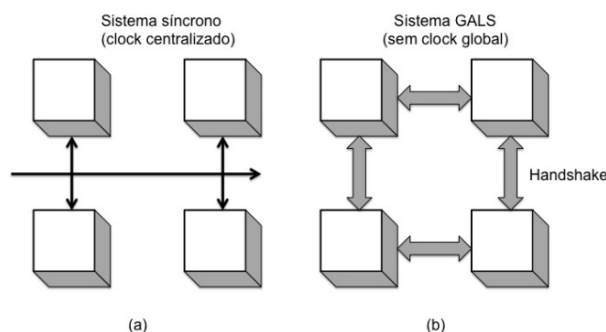 Sistema síncrono
(clock centralizado)
Sistema GALS
(sem clock global)
Handshake
(a)
(b)